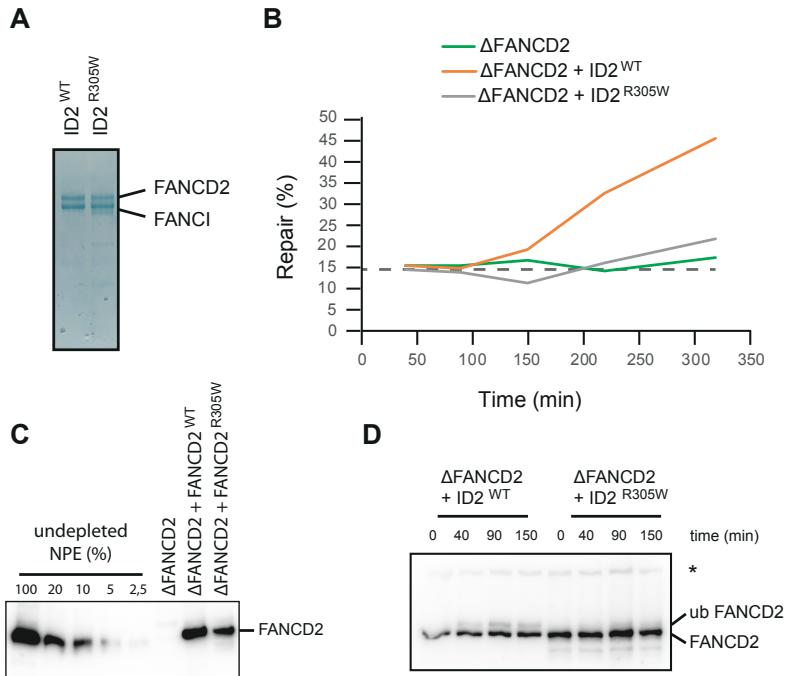 A
ID2 WT
ID2 R305W
FANCD2
FANCI
B
ΔFANCD2
ΔFANCD2 + ID2 WT
ΔFANCD2 + ID2 R305W
Repair (%)
50
45
40
35
30
25
20
15
10
5
0
0 50 100 150 200 250 300 350
Time (min)
C
undepleted
NPE (%)
100 20 10 5 2,5
ΔFANCD2
ΔFANCD2 + FANCD2 WT
ΔFANCD2 + FANCD2 R305W
FANCD2
D
ΔFANCD2
+ ID2 WT
ΔFANCD2
+ ID2 R305W
0 40 90 150 0 40 90 150 time (min)
*
ub FANCD2
FANCD2